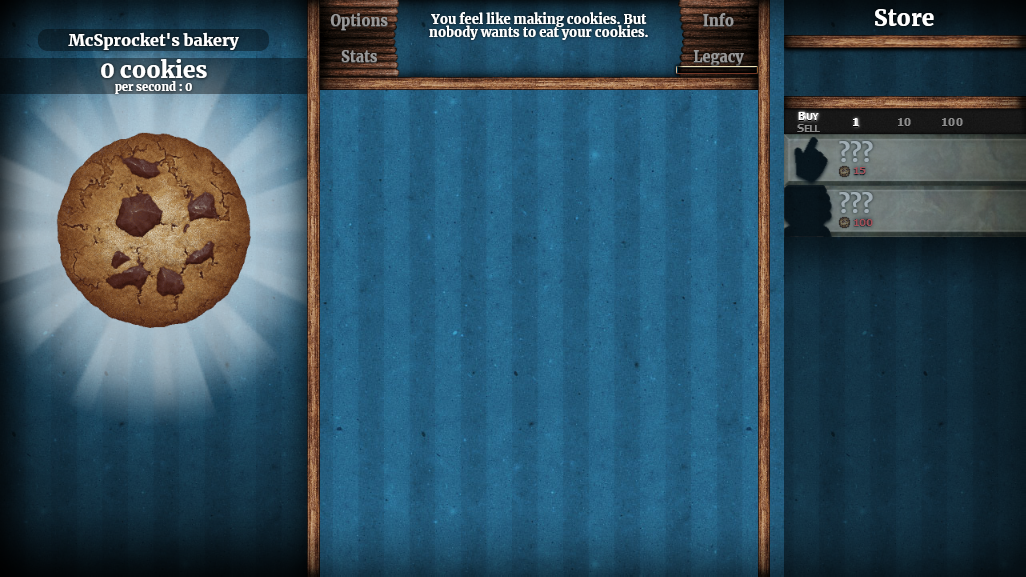 McSprocket's bakery
0 cookies
per second : 0
Options
Stats
You feel like making cookies. But
nobody wants to eat your cookies.
Info
Legacy
Store
BUY
SELL
1
10
100
???
15
???
100